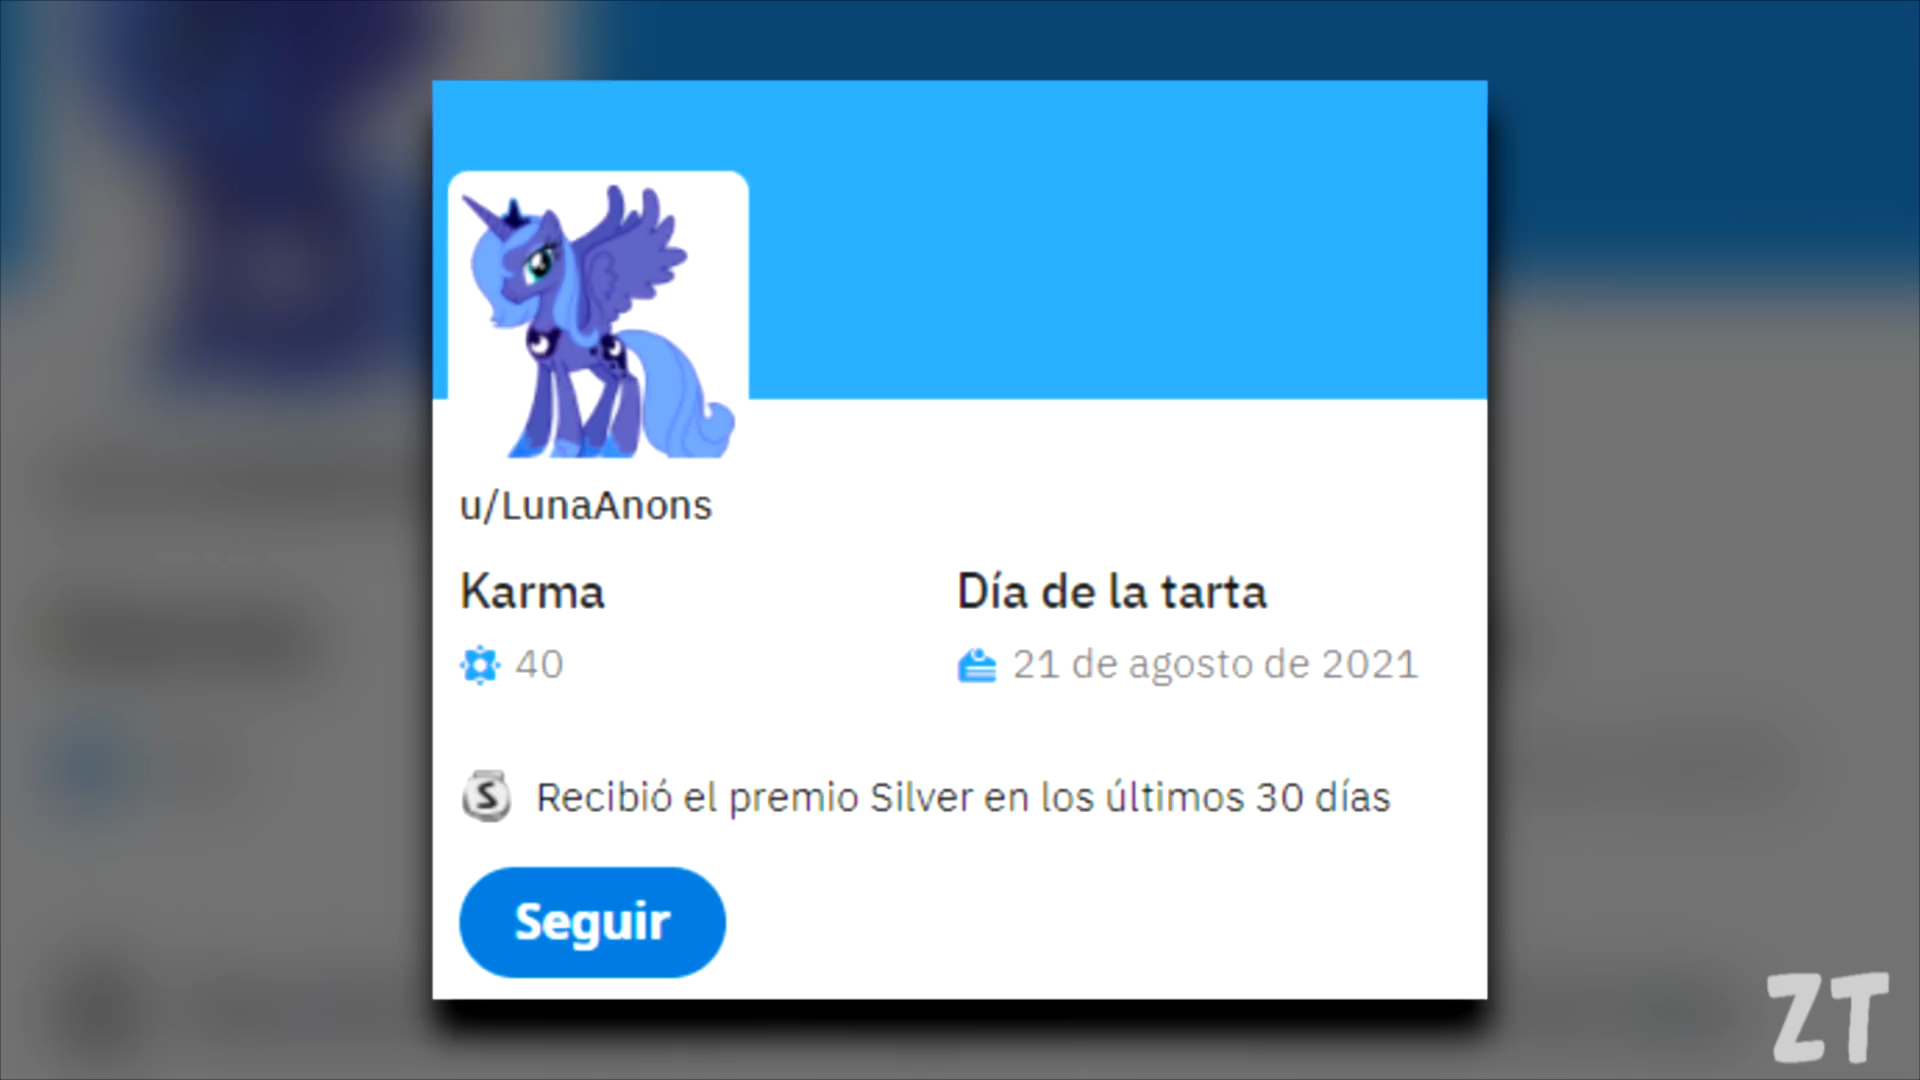 u/LunaAnons
Karma
Día de la tarta
40
21 de agosto de 2021
S
Recibió el premio Silver en los últimos 30 días
Seguir
ZT